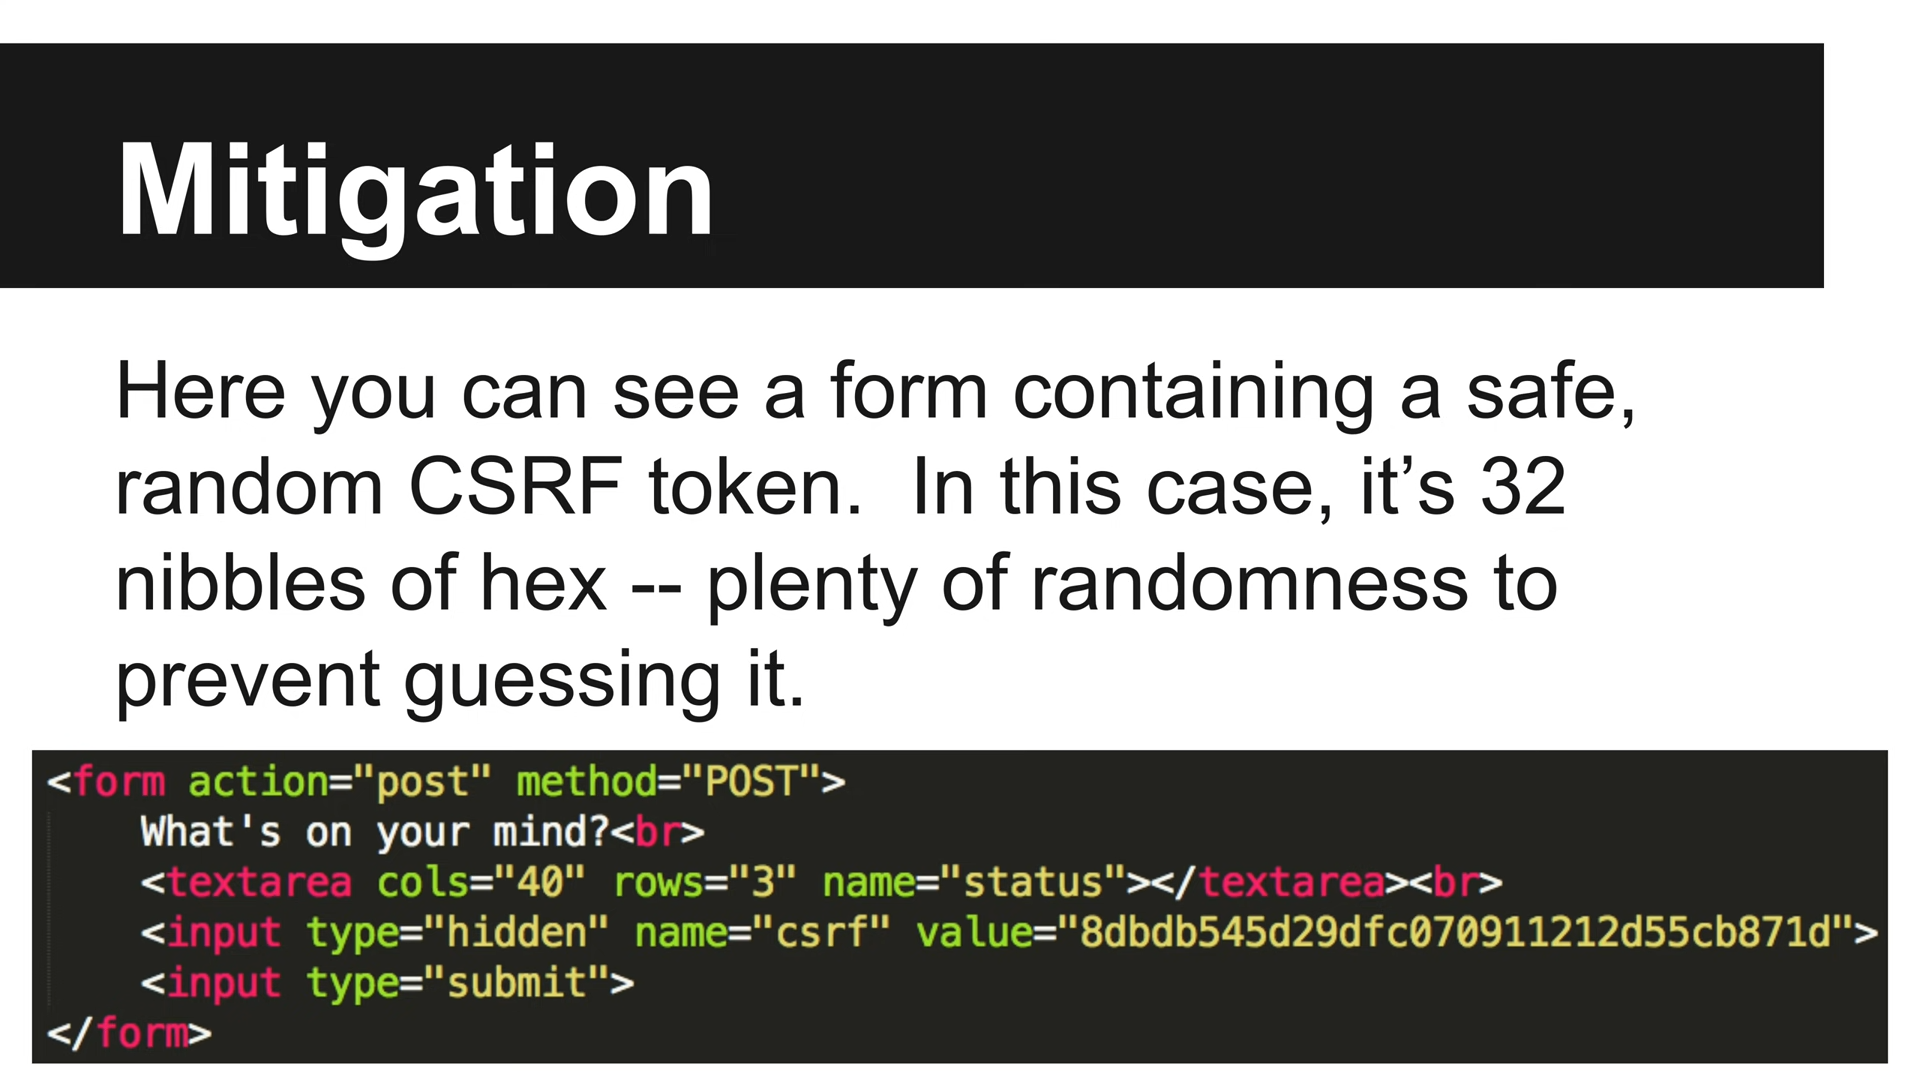 Mitigation
Here you can see a form containing a safe,
random CSRF token.  In this case, it’s 32
nibbles of hex -- plenty of randomness to
prevent guessing it.
<form action="post" method="POST">
    What's on your mind?<br>
    <textarea cols="40" rows="3" name="status"></textarea><br>
    <input type="hidden" name="csrf" value="8dbdb545d29dfc070911212d55cb871d">
    <input type="submit">
</form>